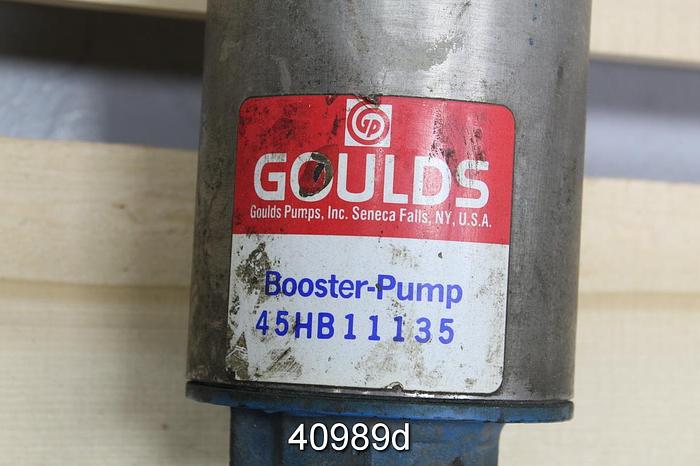 GP
GOULDS
Goulds Pumps, Inc. Seneca Falls, NY, U.S.A.
Booster-Pump
45HB11135
40989d